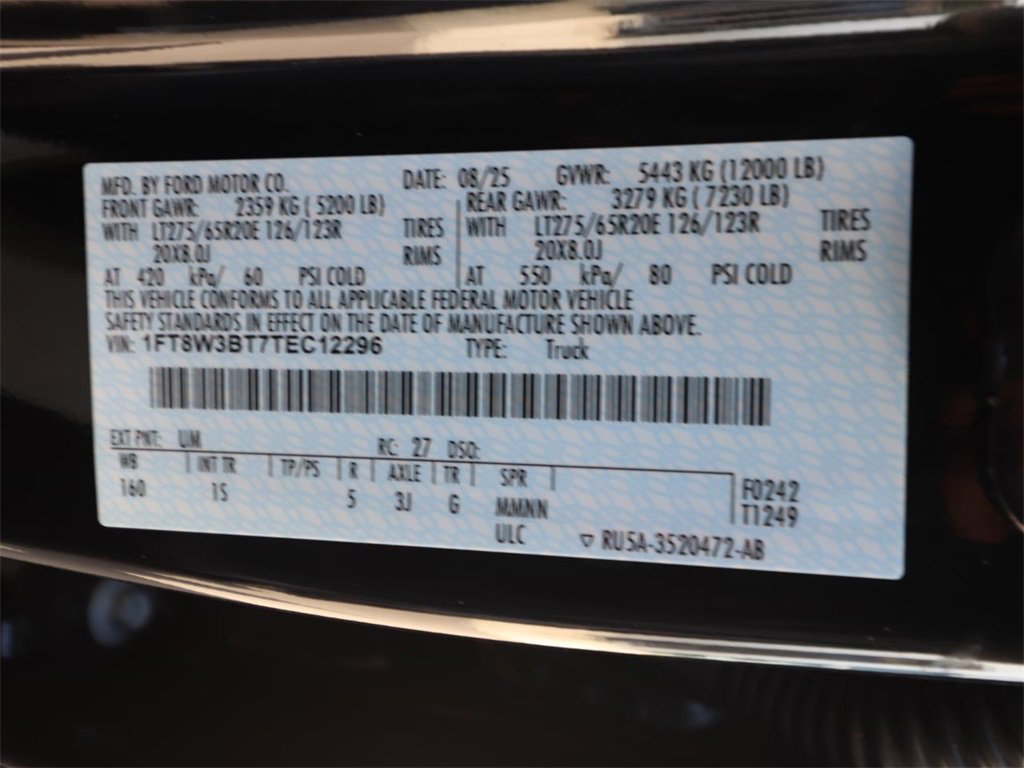 MFD. BY FORD MOTOR CO. DATE: 08/25 GVWR: 5443 KG (12000 LB)
FRONT GAWR: 2359 KG ( 5200 LB) REAR GAWR: 3279 KG ( 7230 LB)
WITH LT275/65R20E 126/123R TIRES WITH LT275/65R20E 126/123R TIRES
20X8.0J RIMS 20X8.0J RIMS
AT 420 kPa/ 60 PSI COLD AT 550 kPa/ 80 PSI COLD
THIS VEHICLE CONFORMS TO ALL APPLICABLE FEDERAL MOTOR VEHICLE
SAFETY STANDARDS IN EFFECT ON THE DATE OF MANUFACTURE SHOWN ABOVE.
VIN: 1FT8W3BT7TEC12296 TYPE: Truck
EXT PNT: UM RC: 27 DSO:
WB INT TR TP/PS R AXLE TR SPR
160 1S 5 3J G MMNN F0242
ULC T1249
▽ RU5A-3520472-AB